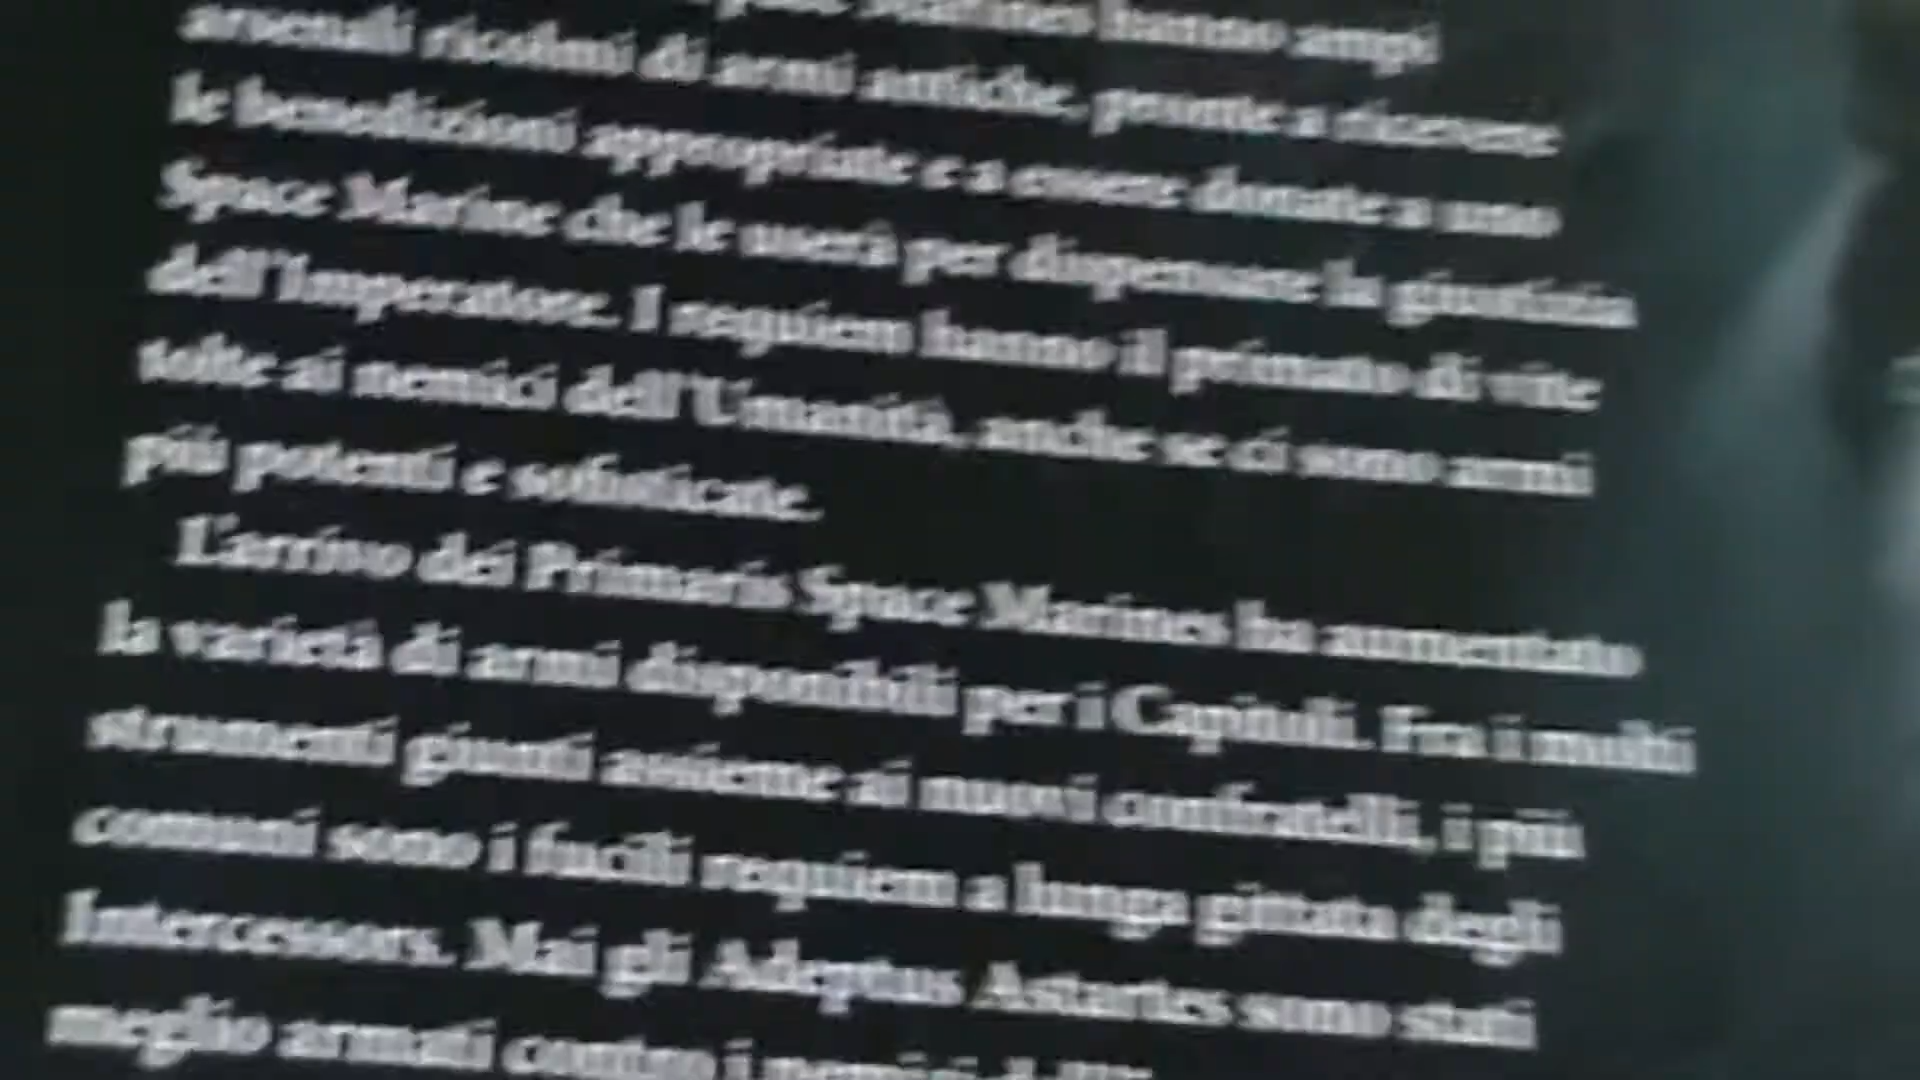 Marines hanno ampi
arsenali ricolmi di armi antiche, pronte a ricevere
le benedizioni appropriate e a essere donate a uno
Space Marine che le userà per dispensare la giustizia
dell'Imperatore. I requiem hanno il primato di vite
tolte ai nemici dell'Umanità, anche se ci sono armi
più potenti e sofisticate.
L'arrivo dei Primaris Space Marines ha aumentato
la varietà di armi disponibili per i Capitoli. Fra i molti
strumenti giunti assieme ai nuovi confratelli, i più
comuni sono i fucili requiem a lunga gittata degli
Intercessors. Mai gli Adeptus Astartes sono stati
meglio armati contro i nemici